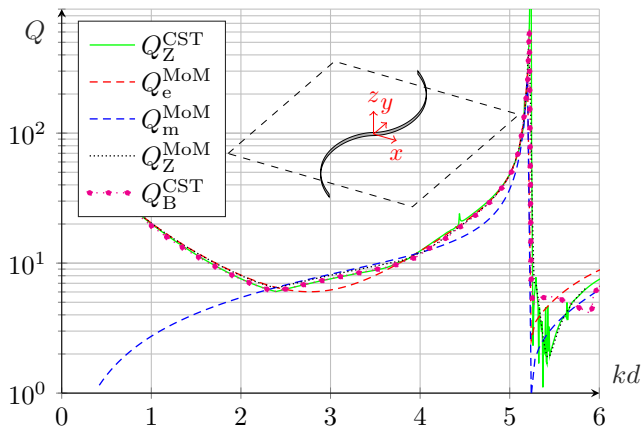 Q
Q_Z^CST
Q_e^MoM
Q_m^MoM
Q_Z^MoM
Q_B^CST
z y
x
10^2
10^1
10^0
kd
0 1 2 3 4 5 6